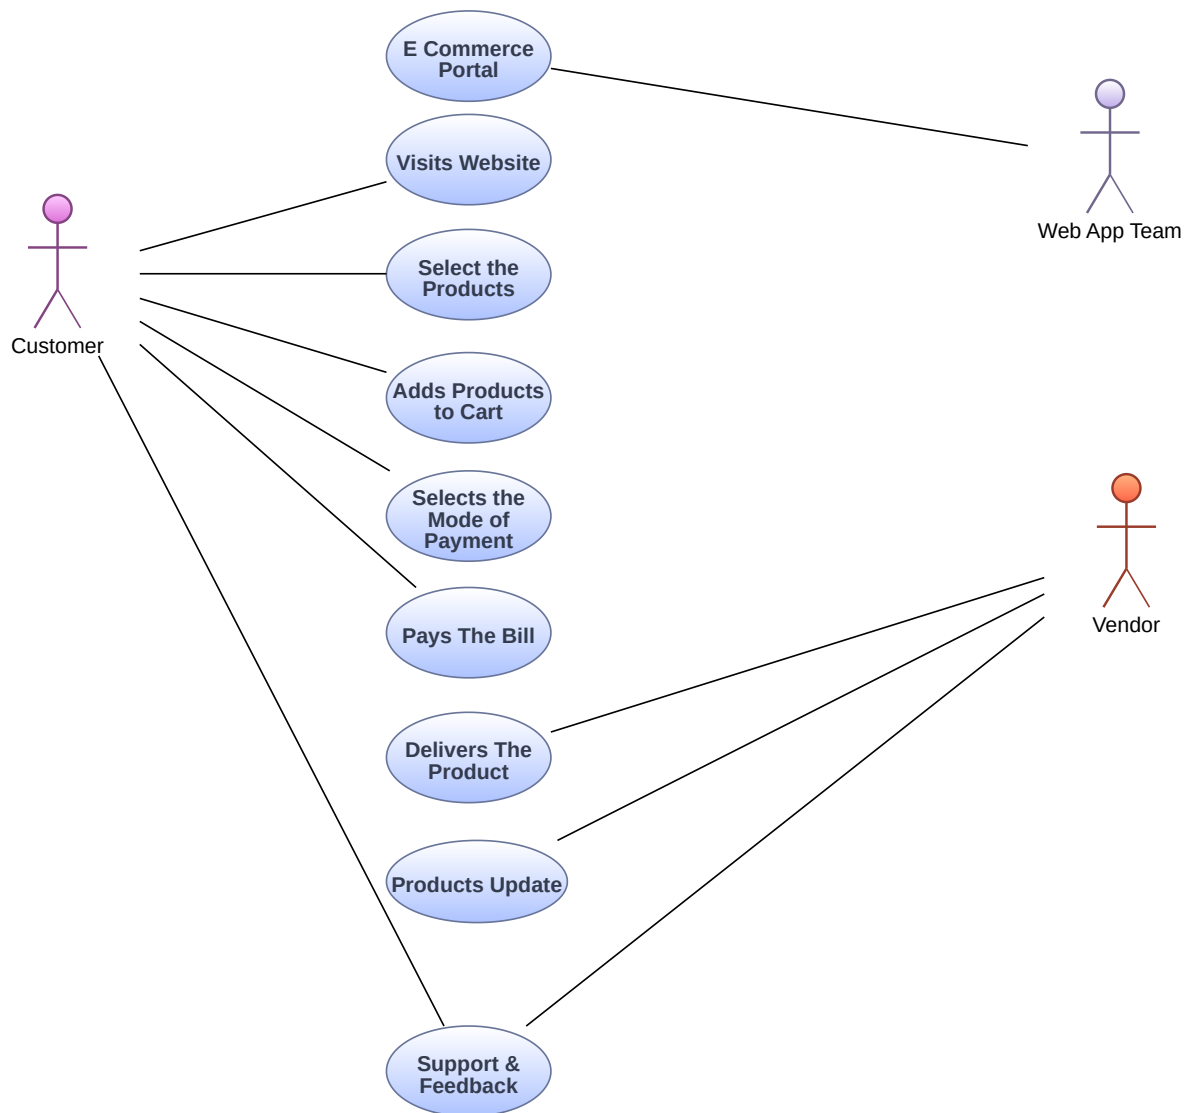 E Commerce
Portal
Visits Website
Web App Team
Select the
Products
Customer
Adds Products
to Cart
Selects the
Mode of
Payment
Vendor
Pays The Bill
Delivers The
Product
Products Update
Support &
Feedback